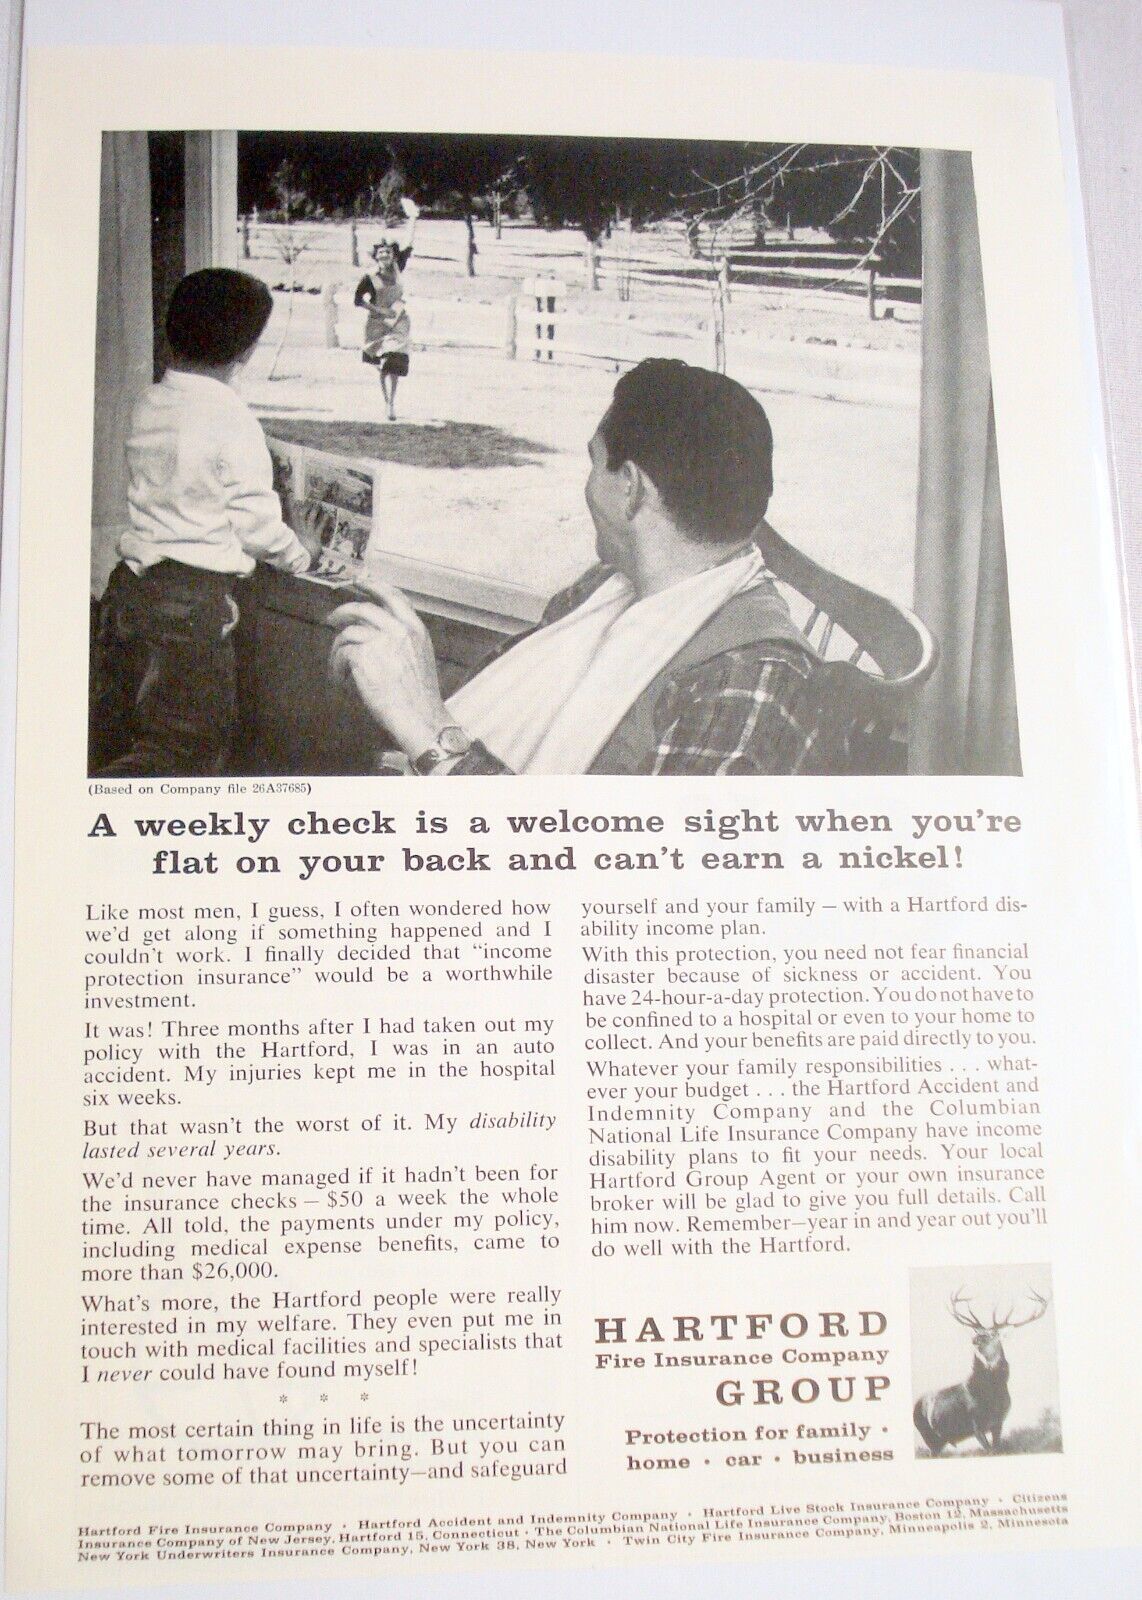 (Based on Company file 26A37685)
A weekly check is a welcome sight when you're
flat on your back and can't earn a nickel!
Like most men, I guess, I often wondered how
we'd get along if something happened and I
couldn't work. I finally decided that “income
protection insurance” would be a worthwhile
investment.
It was! Three months after I had taken out my
policy with the Hartford, I was in an auto
accident. My injuries kept me in the hospital
six weeks.
But that wasn't the worst of it. My disability
lasted several years.
We'd never have managed if it hadn't been for
the insurance checks — $50 a week the whole
time. All told, the payments under my policy,
including medical expense benefits, came to
more than $26,000.
What's more, the Hartford people were really
interested in my welfare. They even put me in
touch with medical facilities and specialists that
I never could have found myself!
* * *
The most certain thing in life is the uncertainty
of what tomorrow may bring. But you can
remove some of that uncertainty—and safeguard
yourself and your family — with a Hartford dis-
ability income plan.
With this protection, you need not fear financial
disaster because of sickness or accident. You
have 24-hour-a-day protection. You do not have to
be confined to a hospital or even to your home to
collect. And your benefits are paid directly to you.
Whatever your family responsibilities . . . what-
ever your budget . . . the Hartford Accident and
Indemnity Company and the Columbian
National Life Insurance Company have income
disability plans to fit your needs. Your local
Hartford Group Agent or your own insurance
broker will be glad to give you full details. Call
him now. Remember—year in and year out you'll
do well with the Hartford.
HARTFORD
Fire Insurance Company
GROUP
Protection for family •
home • car • business
Hartford Fire Insurance Company • Hartford Accident and Indemnity Company • Hartford Live Stock Insurance Company • Citizens
Insurance Company of New Jersey, Hartford 15, Connecticut • The Columbian National Life Insurance Company, Boston 12, Massachusetts
New York Underwriters Insurance Company, New York 38, New York • Twin City Fire Insurance Company, Minneapolis 2, Minnesota